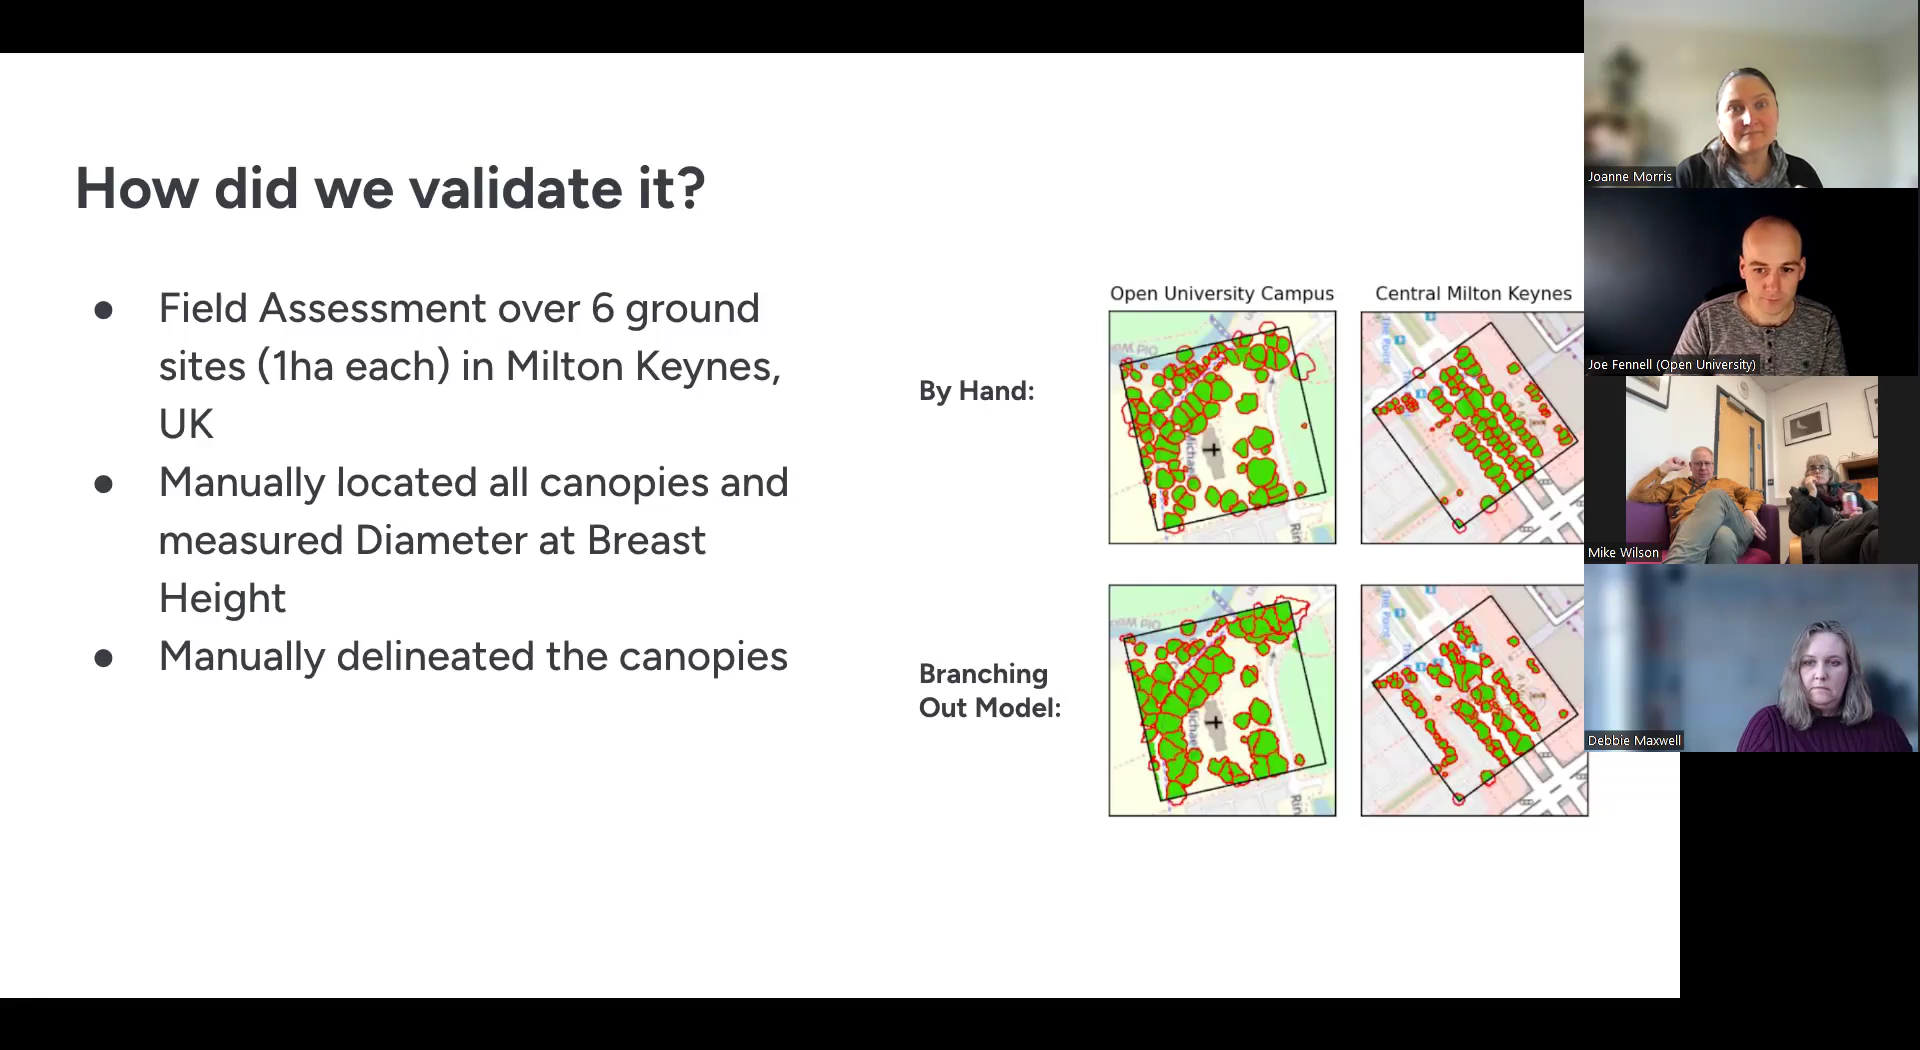 How did we validate it?
● Field Assessment over 6 ground
sites (1ha each) in Milton Keynes,
UK
● Manually located all canopies and
measured Diameter at Breast
Height
● Manually delineated the canopies
Open University Campus
Central Milton Keynes
By Hand:
Branching
Out Model:
Joanne Morris
Joe Fennell (Open University)
Mike Wilson
Debbie Maxwell